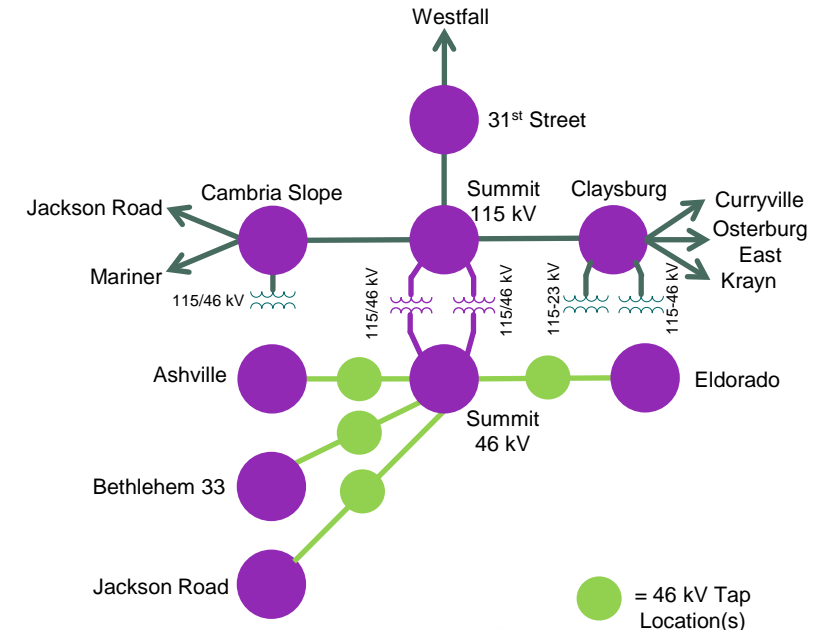 Westfall
31st Street
Cambria Slope
Summit
115 kV
Claysburg
Jackson Road
Mariner
Curryville
Osterburg
East
Krayn
115/46 kV
115/46 kV
115/46 kV
115-23 kV
115-46 kV
Ashville
Eldorado
Summit
46 kV
Bethlehem 33
Jackson Road
= 46 kV Tap
Location(s)